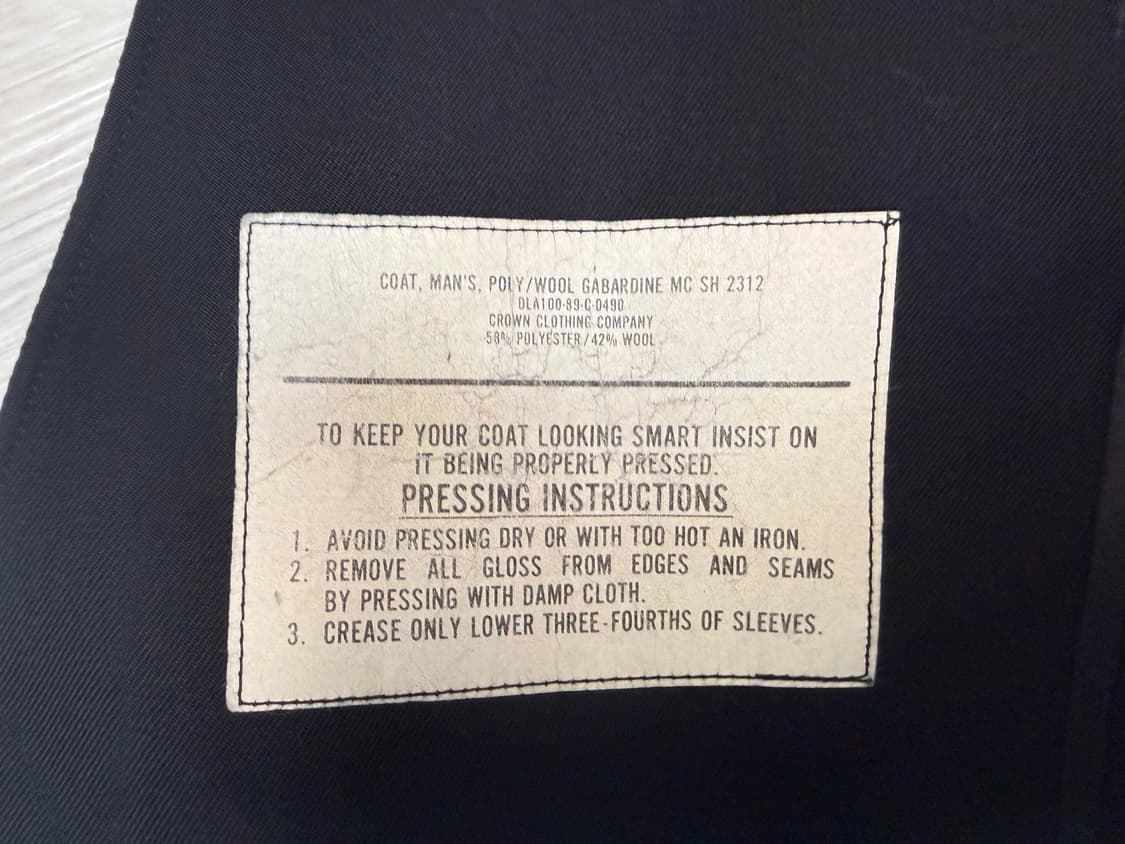 COAT, MAN'S, POLY/WOOL GABARDINE MC SH 2312
DLA100-89-C-0490
CROWN CLOTHING COMPANY
58% POLYESTER/42% WOOL
TO KEEP YOUR COAT LOOKING SMART INSIST ON
IT BEING PROPERLY PRESSED.
PRESSING INSTRUCTIONS
1. AVOID PRESSING DRY OR WITH TOO HOT AN IRON.
2. REMOVE ALL GLOSS FROM EDGES AND SEAMS
BY PRESSING WITH DAMP CLOTH.
3. CREASE ONLY LOWER THREE-FOURTHS OF SLEEVES.